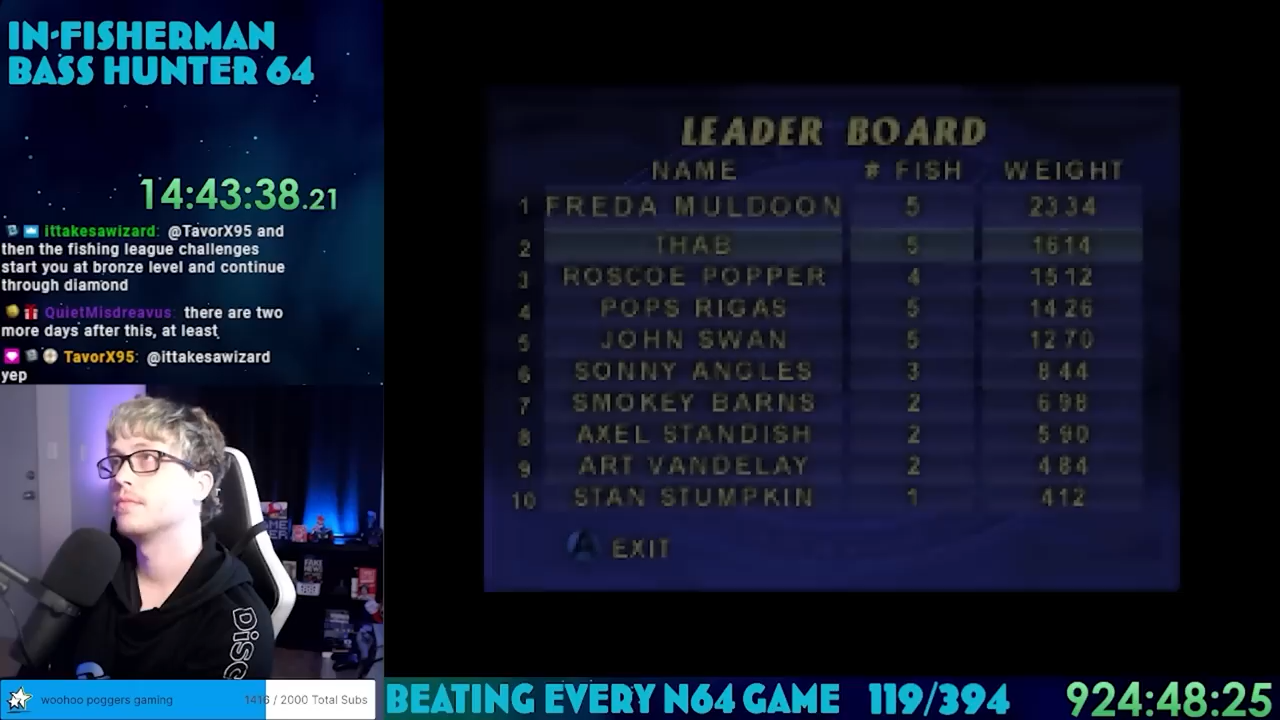 IN-FISHERMAN
BASS HUNTER 64
14:43:38.21
ittakesawizard: @TavorX95 and
then the fishing league challenges
start you at bronze level and continue
through diamond
QuietMisdreavus: there are two
more days after this, at least
TavorX95: @ittakesawizard
yep
LEADER BOARD
NAME # FISH WEIGHT
1 FREDA MULDOON 5 23 34
2 THAB 5 16 14
3 ROSCOE POPPER 4 15 12
4 POPS RIGAS 5 14 26
5 JOHN SWAN 5 12 70
6 SONNY ANGLES 3 8 44
7 SMOKEY BARNS 2 6 98
8 AXEL STANDISH 2 5 90
9 ART VANDELAY 2 4 84
10 STAN STUMPKIN 1 4 12
A EXIT
DISC
woohoo poggers gaming 1416 / 2000 Total Subs
BEATING EVERY N64 GAME 119/394 924:48:25